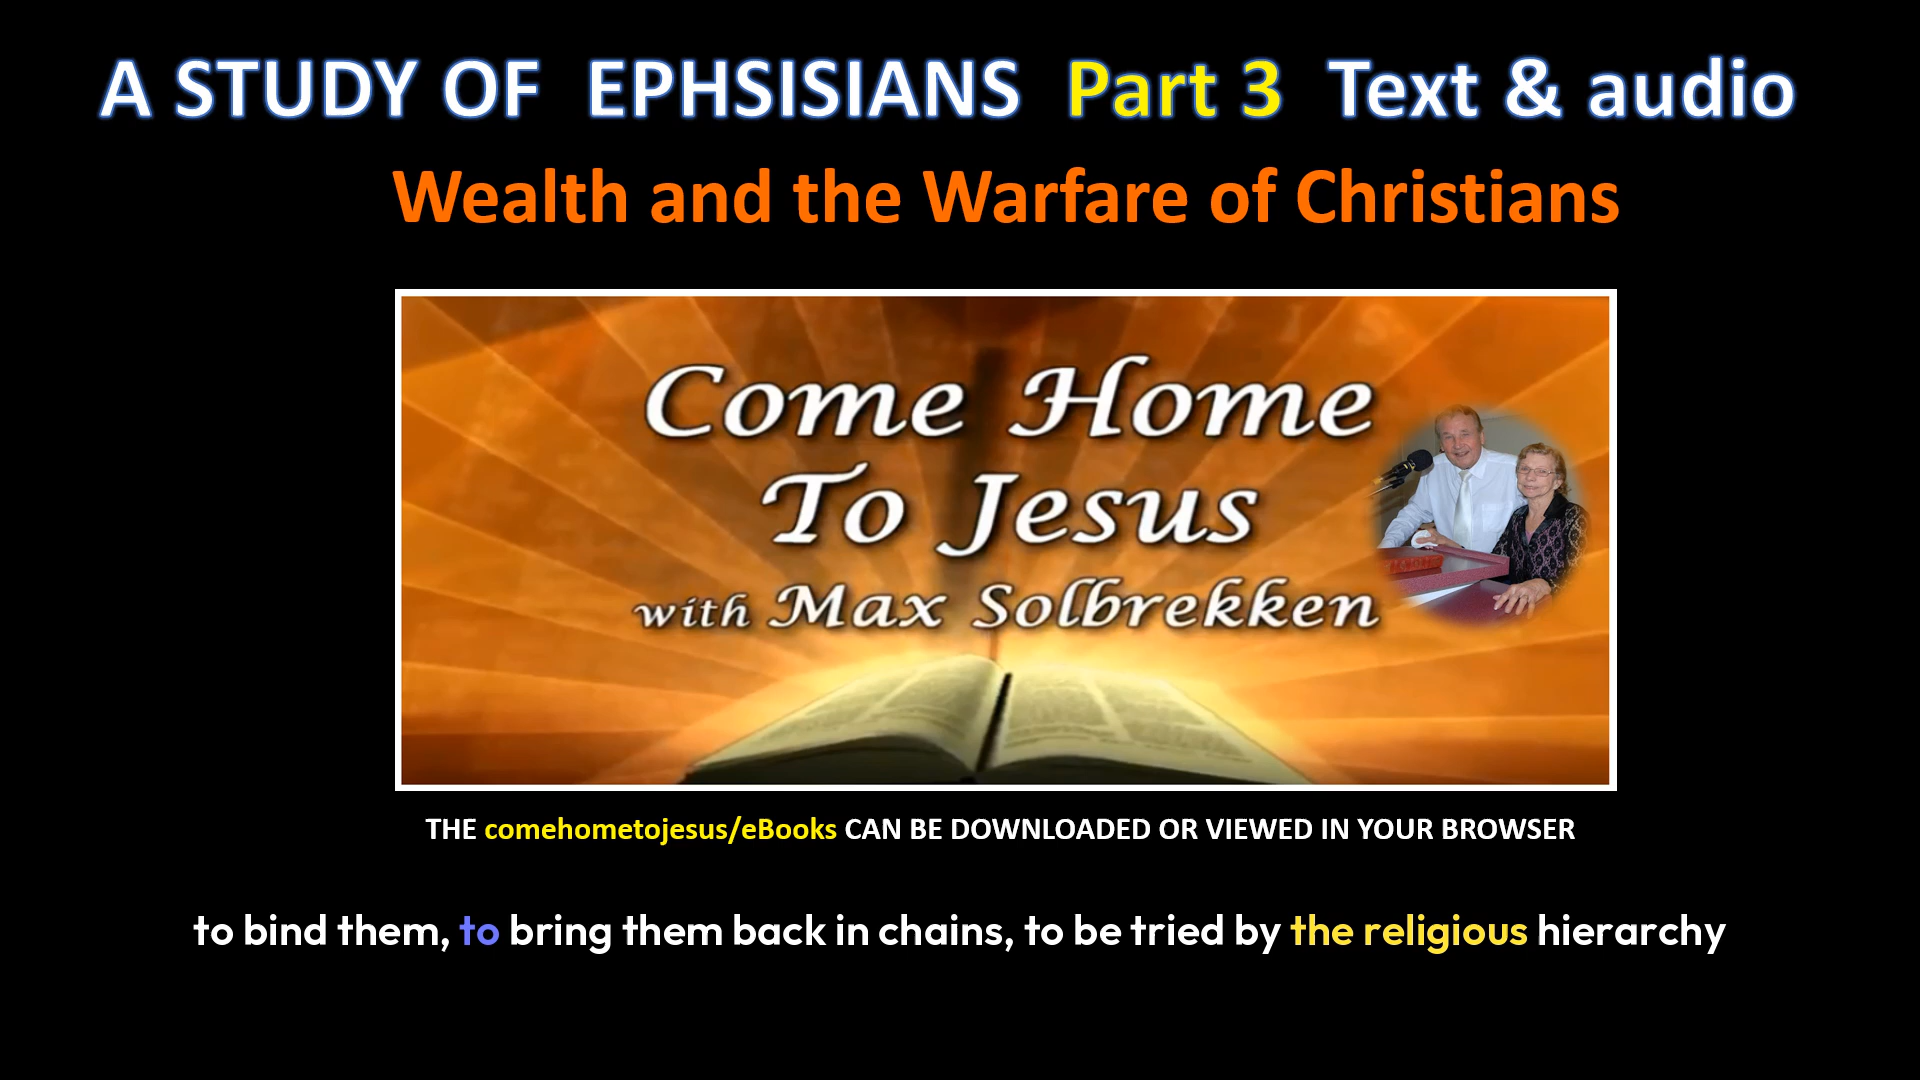 A STUDY OF EPHSISIANS Part 3 Text & audio
Wealth and the Warfare of Christians
Come Home
To Jesus
with Max Solbrekken
THE comehometojesus/eBooks CAN BE DOWNLOADED OR VIEWED IN YOUR BROWSER
to bind them, to bring them back in chains, to be tried by the religious hierarchy